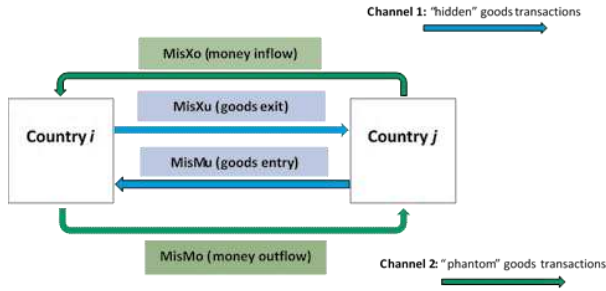 Channel 1: "hidden" goods transactions
MisXo (money inflow)
MisXu (goods exit)
Country i
Country j
MisMu (goods entry)
MisMo (money outflow)
Channel 2: "phantom" goods transactions